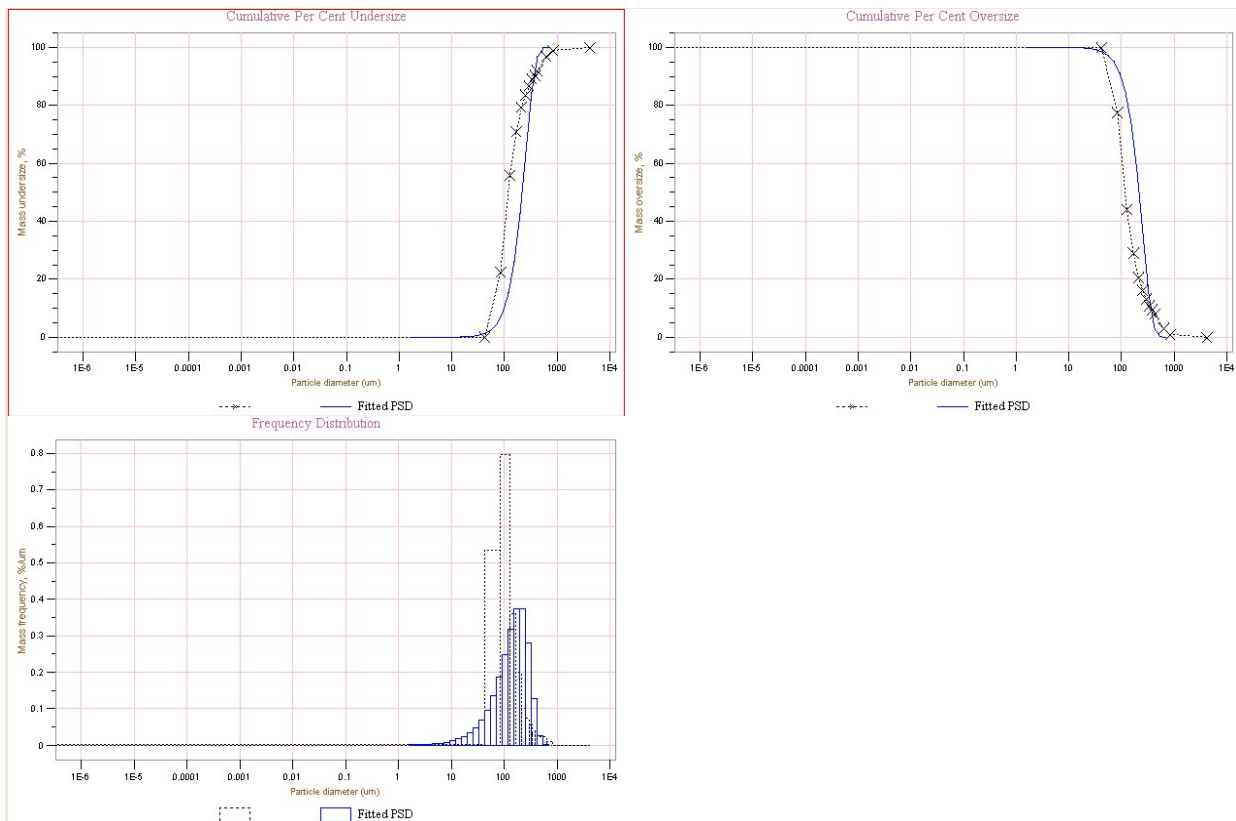 Cumulative Per Cent Undersize
Mass undersize, %
100
80
60
40
20
0
1E-6 1E-5 0.0001 0.001 0.01 0.1 1 10 100 1000 1E4
Particle diameter (um)
Fitted PSD
Cumulative Per Cent Oversize
Mass oversize, %
100
80
60
40
20
0
1E-6 1E-5 0.0001 0.001 0.01 0.1 1 10 100 1000 1E4
Particle diameter (um)
Fitted PSD
Frequency Distribution
Mass frequency, %/um
0.8
0.7
0.6
0.5
0.4
0.3
0.2
0.1
0
1E-6 1E-5 0.0001 0.001 0.01 0.1 1 10 100 1000 1E4
Particle diameter (um)
Fitted PSD